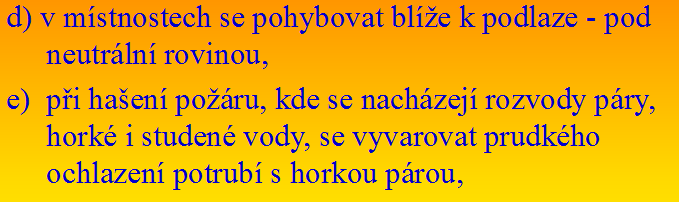 d) v místnostech se pohybovat blíže k podlaze - pod
neutrální rovinou,
e) při hašení požáru, kde se nacházejí rozvody páry,
horké i studené vody, se vyvarovat prudkého
ochlazení potrubí s horkou párou,